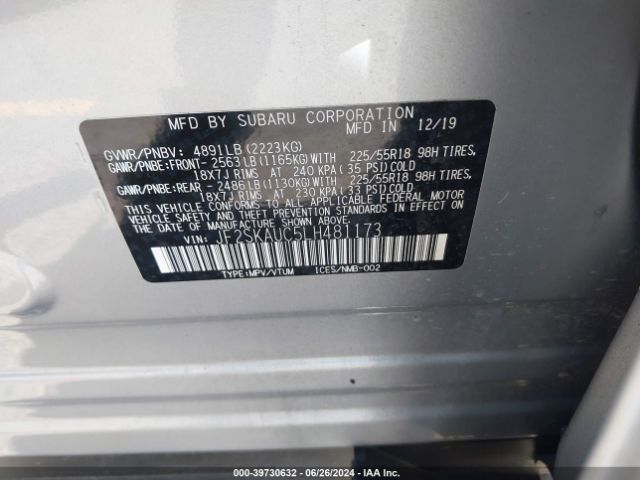 MFD BY SUBARU CORPORATION
MFD IN 12/19
GVWR/PNBV: 4891LB(2223KG)
GAWR/PNBE:FRONT- 2563LB(1165KG)WITH 225/55R18 98H TIRES,
18X7J RIMS AT 240 KPA(35 PSI)COLD
GAWR/PNBE:REAR - 2486LB(1130KG)WITH 225/55R18 98H TIRES,
18X7J RIMS AT 230 KPA(33 PSI)COLD
THIS VEHICLE CONFORMS TO ALL APPLICABLE FEDERAL MOTOR
VEHICLE SAFETY, BUMPER, AND THEFT PREVENTION STANDARDS
IN EFFECT ON THE DATE OF MANUFACTURE SHOWN ABOVE.
VIN: JF2SKAUC5LH481173
TYPE:MPV/VTUM ICES/NMB-002
000-39730632 - 06/26/2024 - IAAI.com